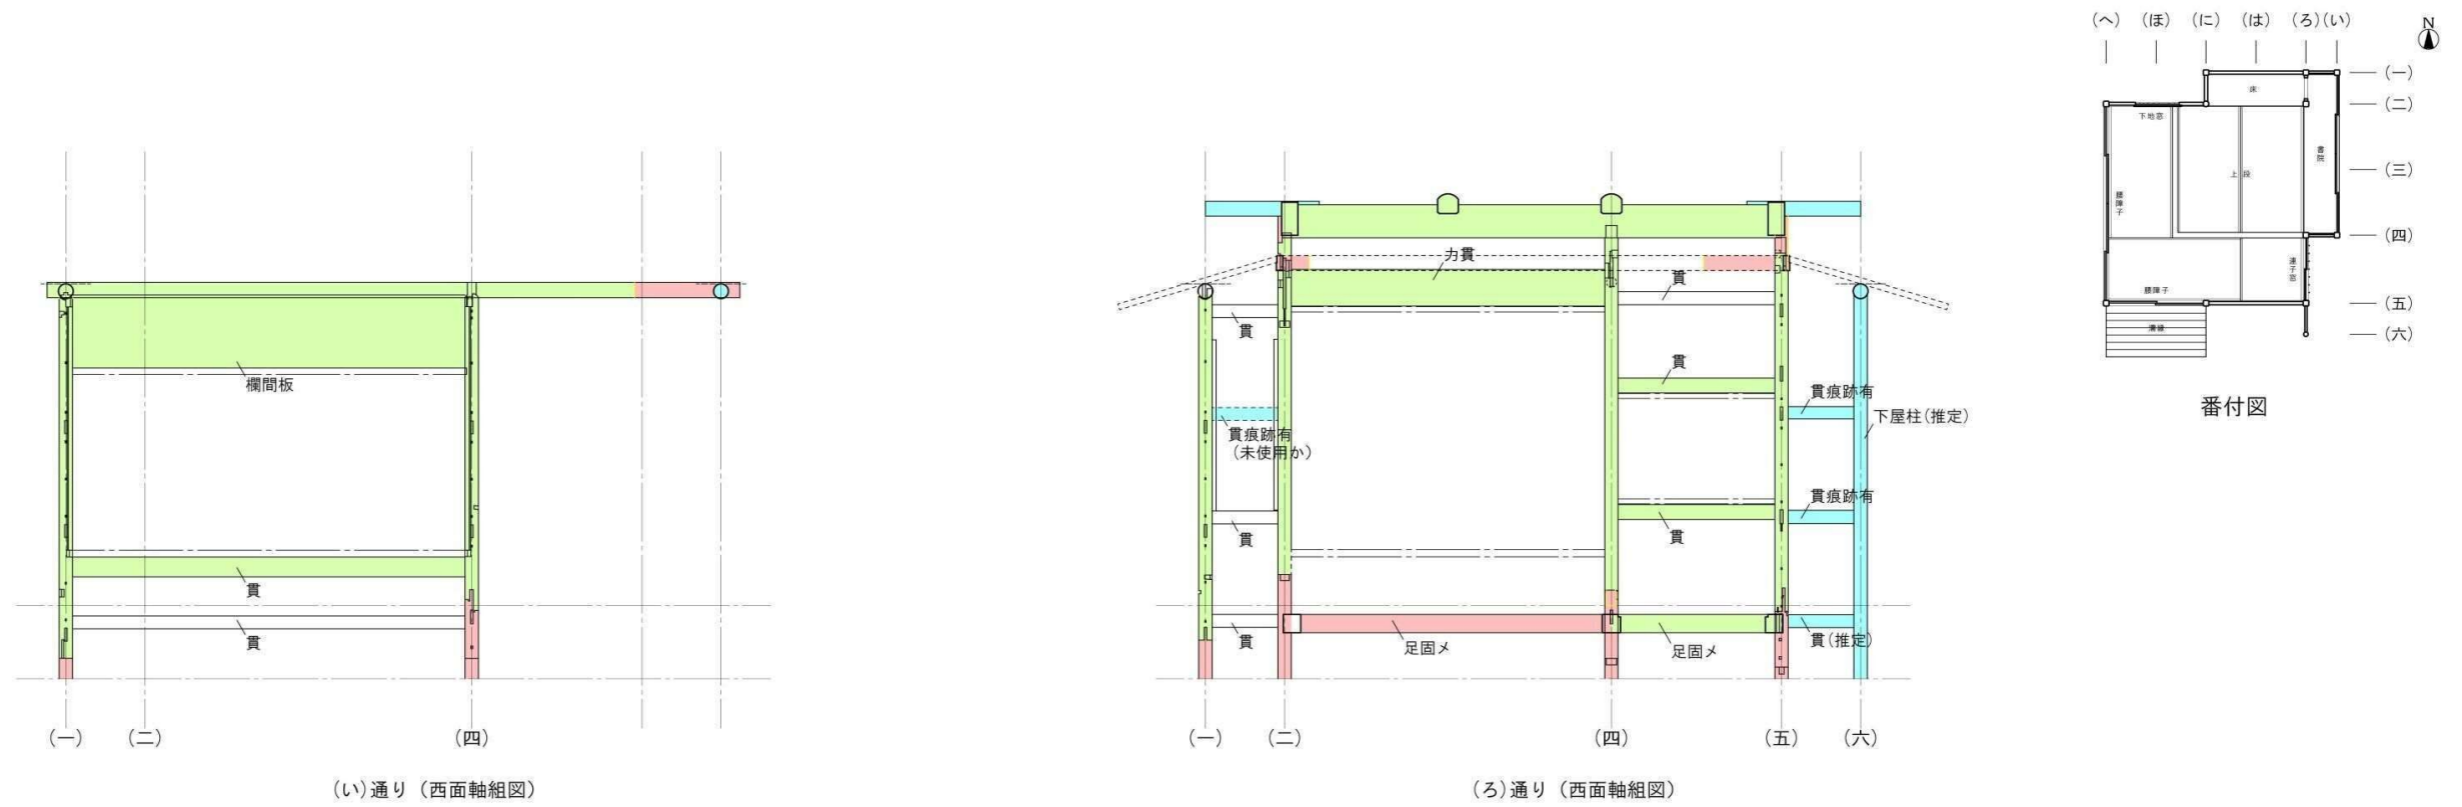 欄間板
貫
貫
(一)
(二)
(四)
(い)通り（西面軸組図）
力貫
貫
貫
貫
貫痕跡有
貫痕跡有
（未使用か）
下屋柱(推定)
貫痕跡有
貫
貫
貫
足固メ
足固メ
貫(推定)
(一)
(二)
(四)
(五)
(六)
(ろ)通り（西面軸組図）
(へ)
(ほ)
(に)
(は)
(ろ)
(い)
N
(一)
(二)
(三)
(四)
(五)
(六)
床
下地窓
書院
上段
腰障子
連子窓
腰障子
番付図